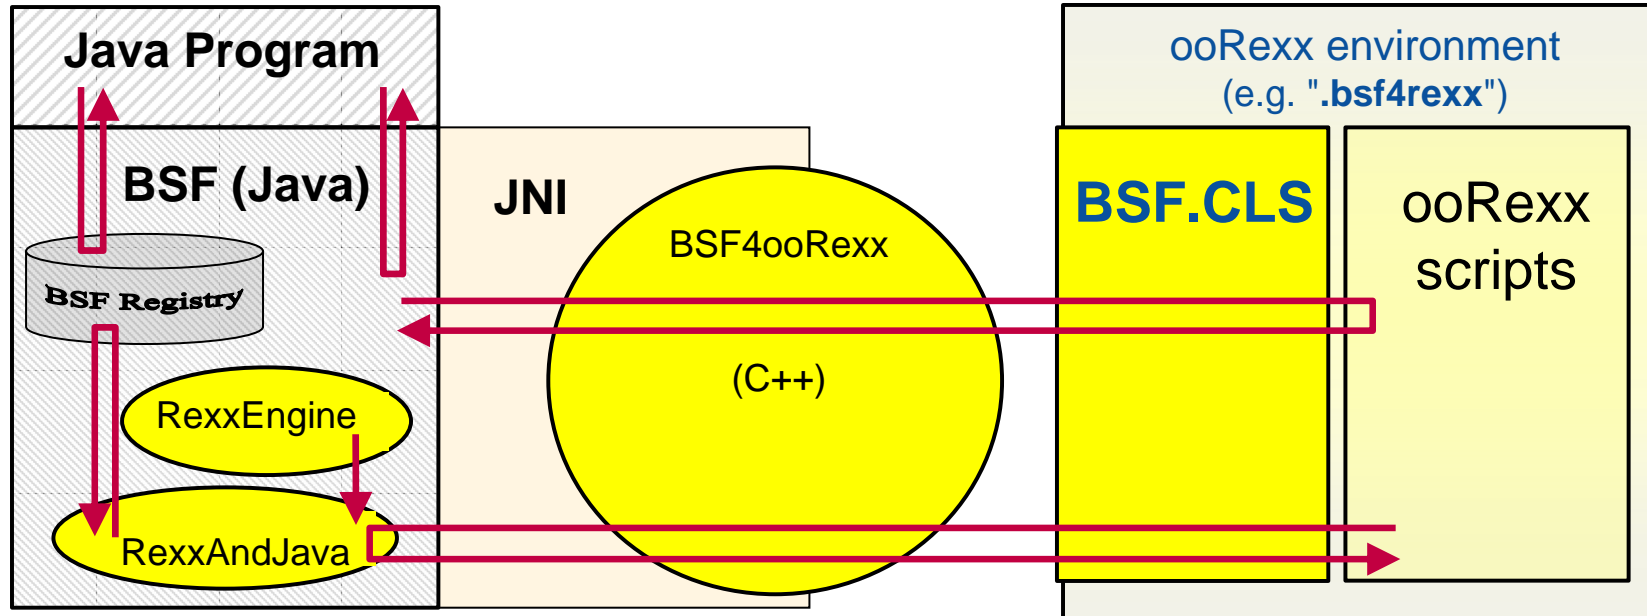 Java Program
BSF (Java)
BSF Registry
RexxEngine
RexxAndJava
JNI
BSF4ooRexx
(C++)
ooRexx environment
(e.g. ".bsf4rexx")
BSF.CLS
ooRexx
scripts